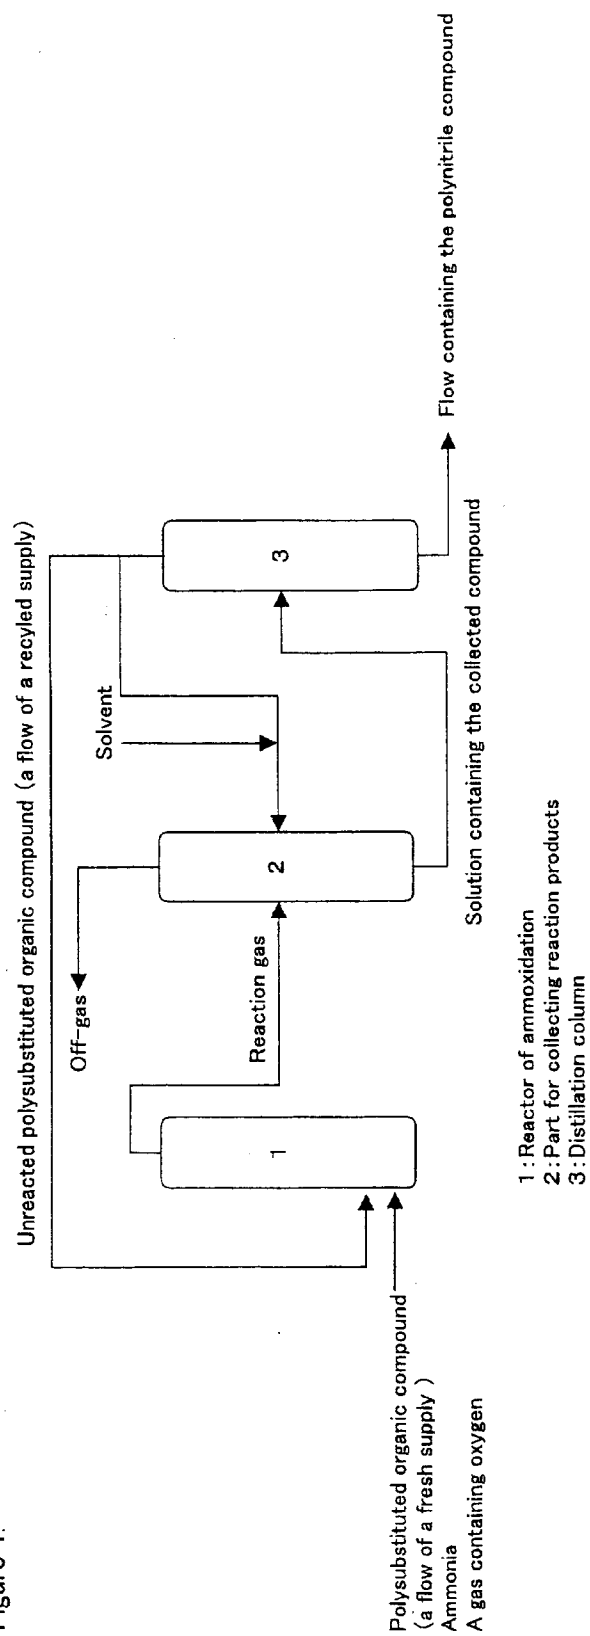 Figure 1.
Unreacted polysubstituted organic compound (a flow of a recyled supply)
Off-gas
Solvent
Reaction gas
1
2
3
Polysubstituted organic compound
(a flow of a fresh supply )
Ammonia
A gas containing oxygen
Solution containing the collected compound
Flow containing the polynitrile compound
1:Reactor of ammoxidation
2:Part for collecting reaction products
3:Distillation column